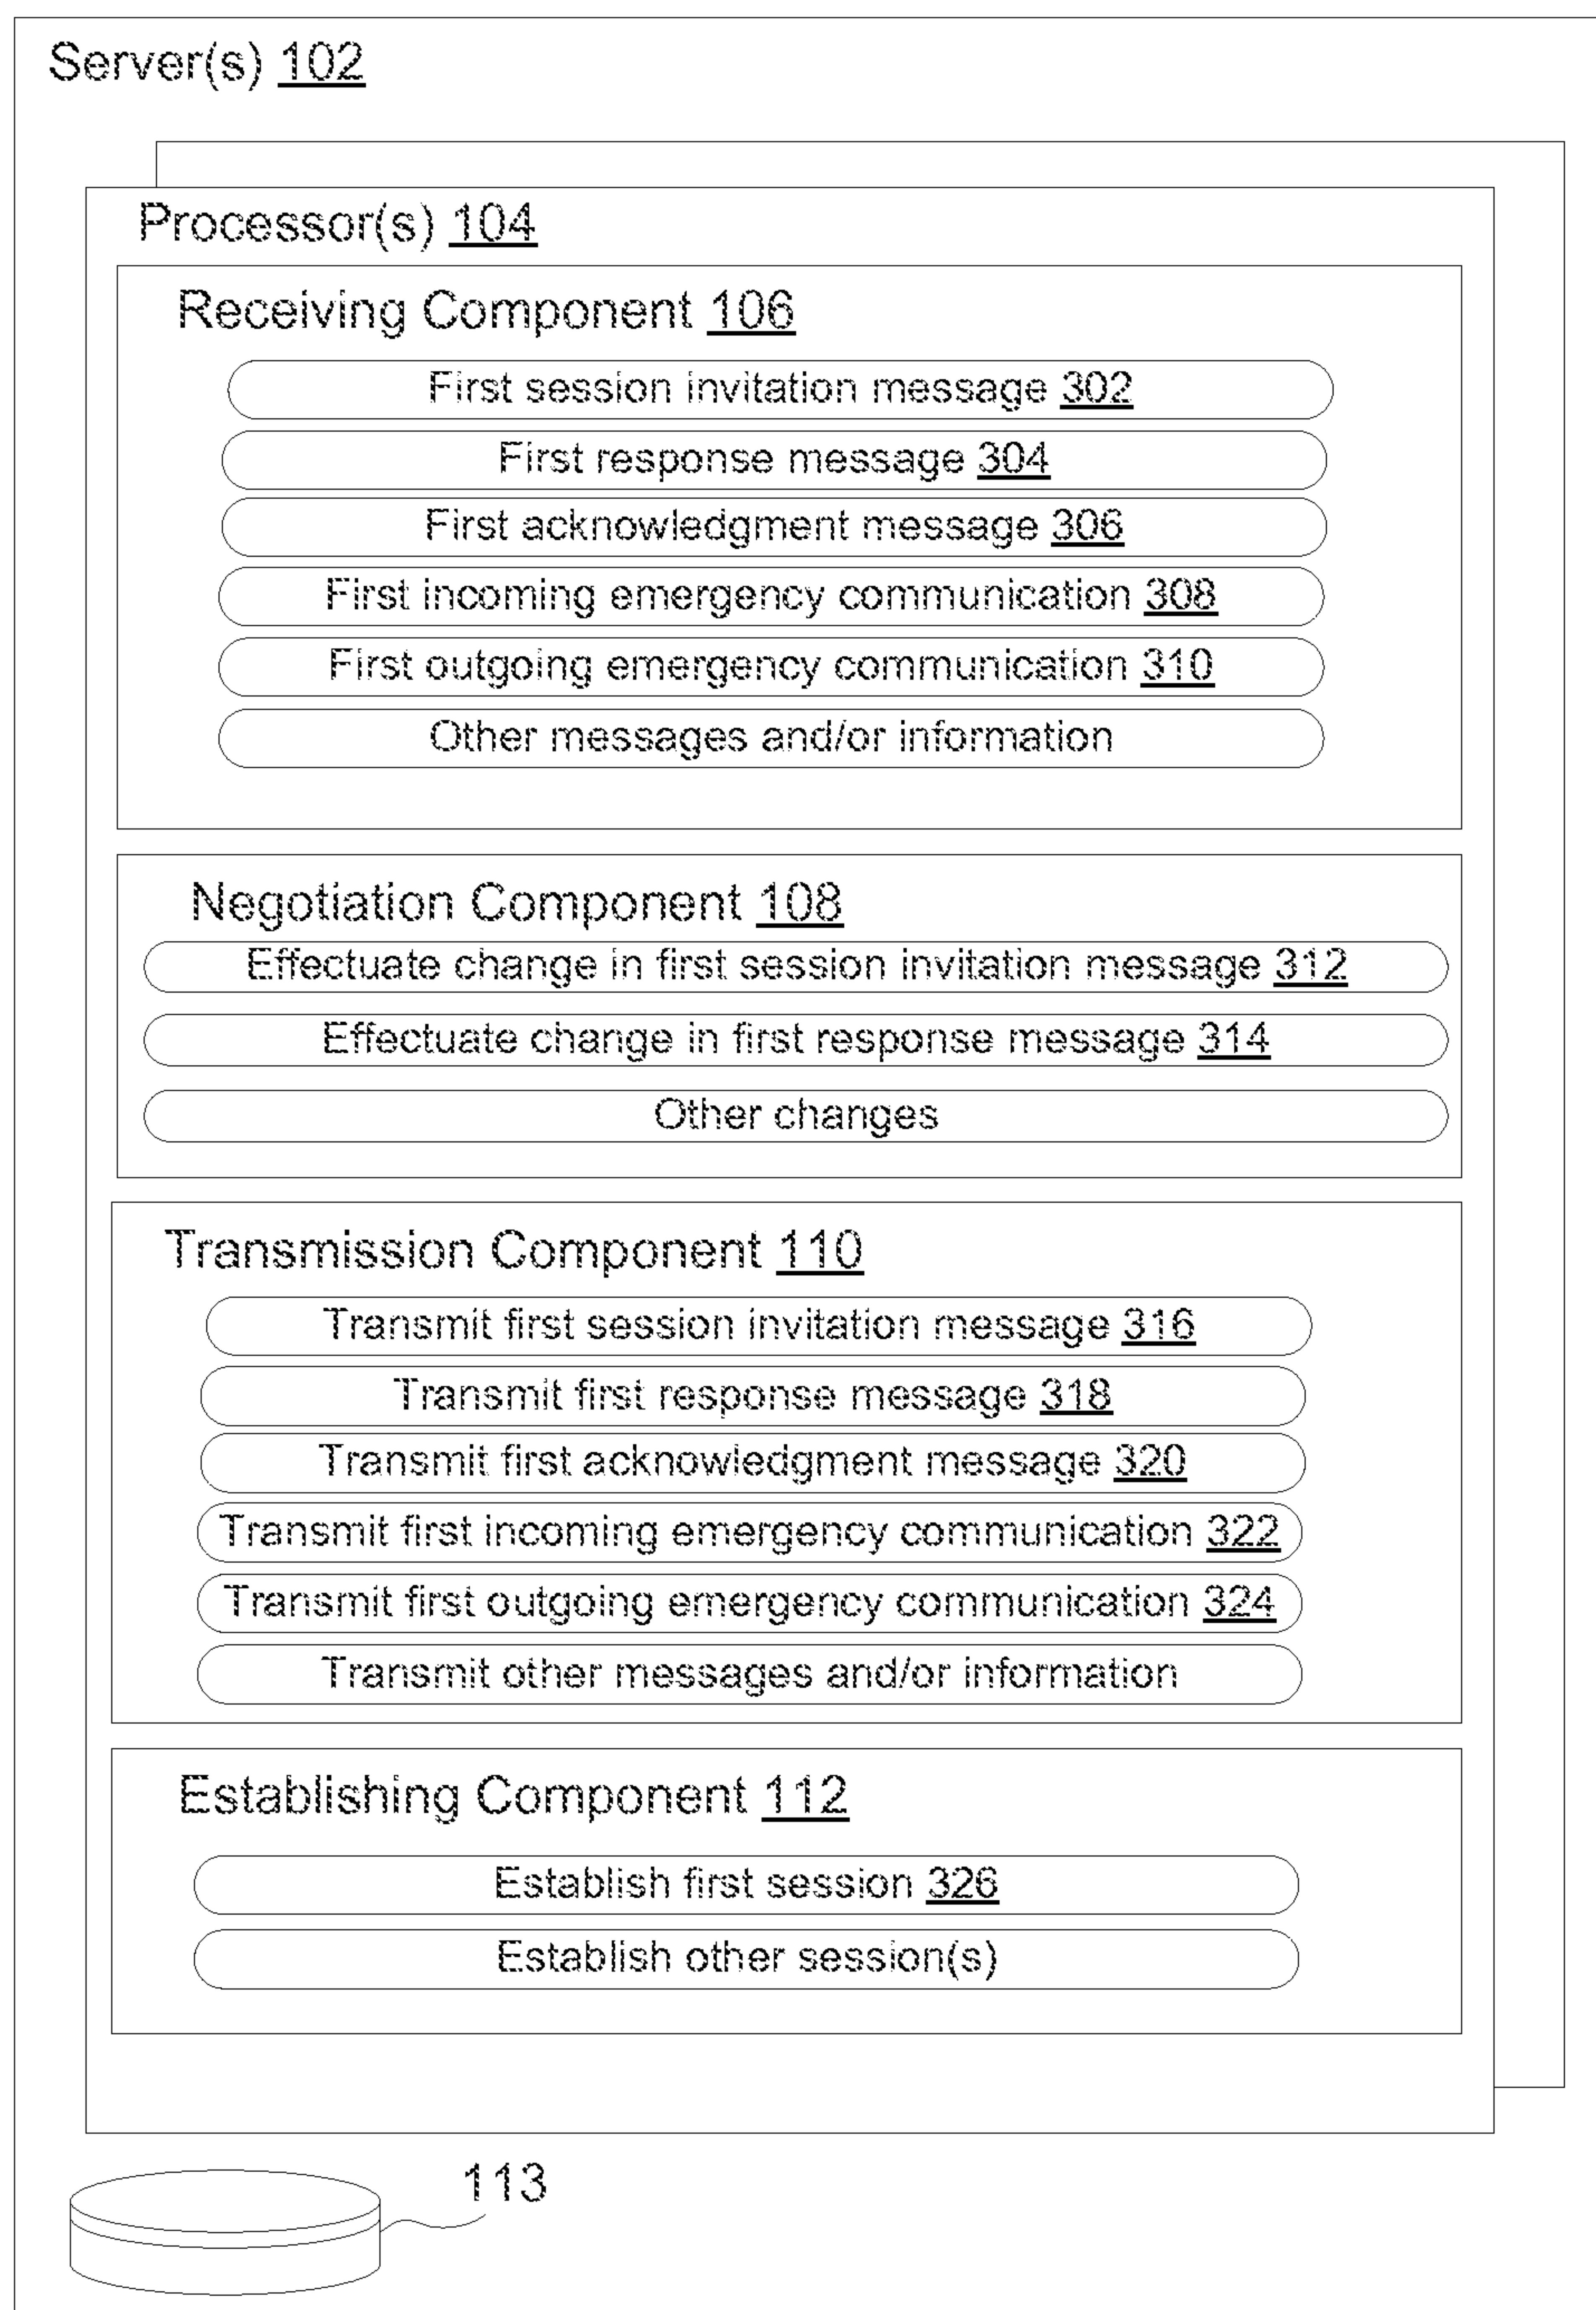 Server(s) 102
Processor(s) 104
Receiving Component 106
First session invitation message 302
First response message 304
First acknowledgment message 306
First incoming emergency communication 308
First outgoing emergency communication 310
Other messages and/or information
Negotiation Component 108
Effectuate change in first session invitation message 312
Effectuate change in first response message 314
Other changes
Transmission Component 110
Transmit first session invitation message 316
Transmit first response message 318
Transmit first acknowledgment message 320
Transmit first incoming emergency communication 322
Transmit first outgoing emergency communication 324
Transmit other messages and/or information
Establishing Component 112
Establish first session 326
Establish other session(s)
113